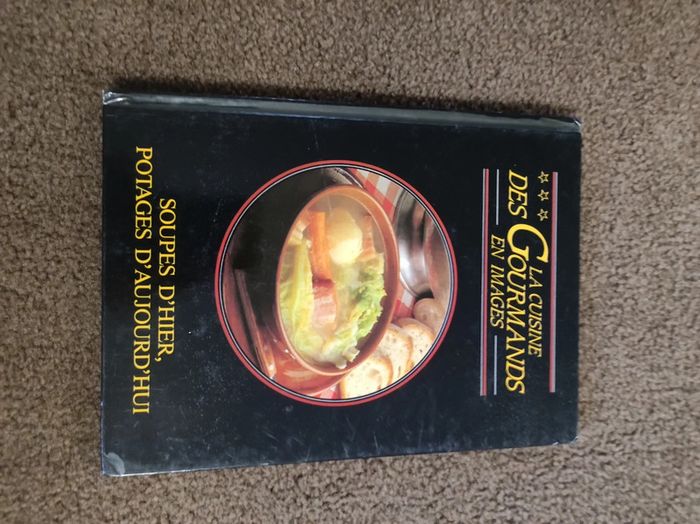 LA CUISINE
DES GOURMANDS
EN IMAGES
SOUPES D'HIER,
POTAGES D'AUJOURD'HUI